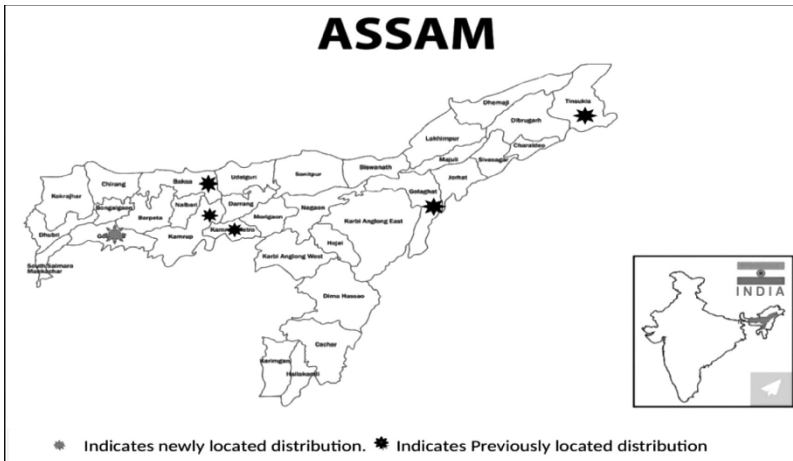 ASSAM
Tinsukia
Dhemaji
Dibrugarh
Lakhimpur
Charaideo
Majuli
Sivasagar
Biswanath
Sonitpur
Udalguri
Jorhat
Baksa
Chirang
Golaghat
Kokrajhar
Nalbari
Darrang
Bongaigaon
Barpeta
Morigaon
Nagaon
Karbi Anglong East
Dhubri
Kamrup
Hojai
Karbi Anglong West
South Salmara
Mankachar
Dima Hasao
INDIA
Cachar
Karimganj
Hailakandi
Indicates newly located distribution. Indicates Previously located distribution